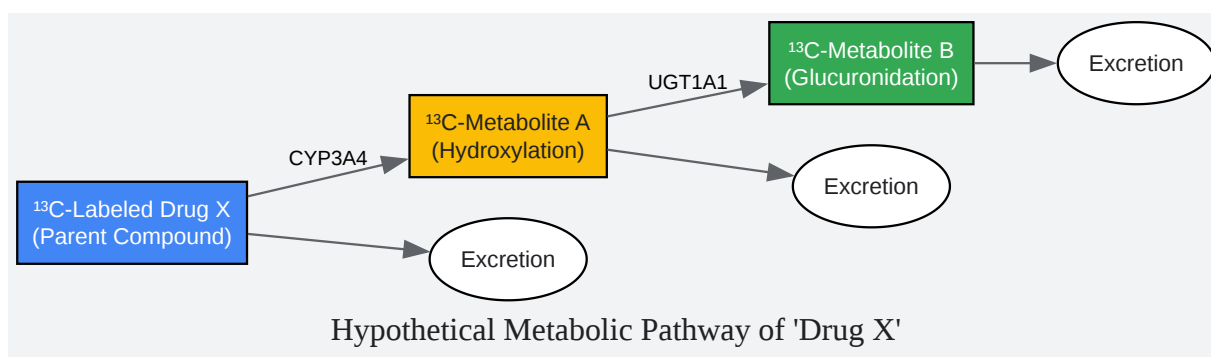 ¹³C-Labeled Drug X
(Parent Compound)
CYP3A4
Excretion
¹³C-Metabolite A
(Hydroxylation)
UGT1A1
Excretion
¹³C-Metabolite B
(Glucuronidation)
Excretion
Hypothetical Metabolic Pathway of 'Drug X'